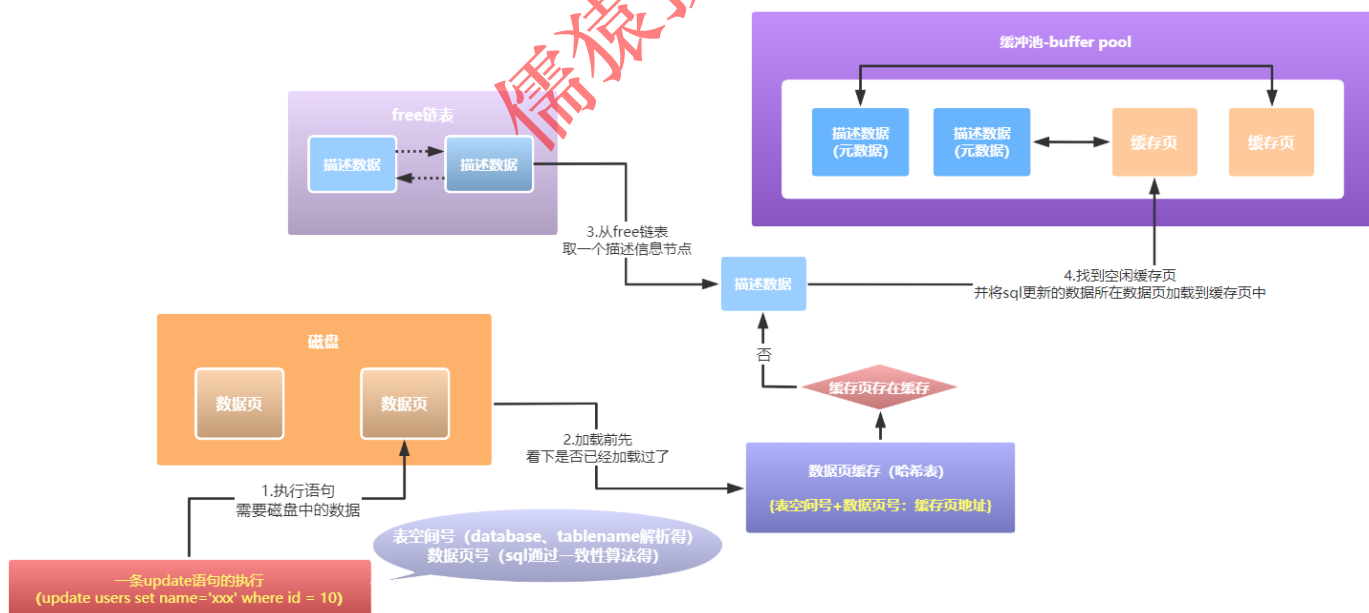 缓冲池-buffer pool
free链表
描述数据
描述数据
描述数据
(元数据)
描述数据
(元数据)
缓存页
缓存页
3.从free链表
取一个描述信息节点
描述数据
4.找到空闲缓存页
并将sql更新的数据所在数据页加载到缓存页中
磁盘
数据页
数据页
否
缓存页存在缓存
2.加载前先
看下是否已经加载过了
数据页缓存（哈希表）
{表空间号+数据页号：缓存页地址}
1.执行语句
需要磁盘中的数据
表空间号（database、tablename解析得）
数据页号（sql通过一致性算法得）
一条update语句的执行
(update users set name='xxx' where id = 10)
儒猿